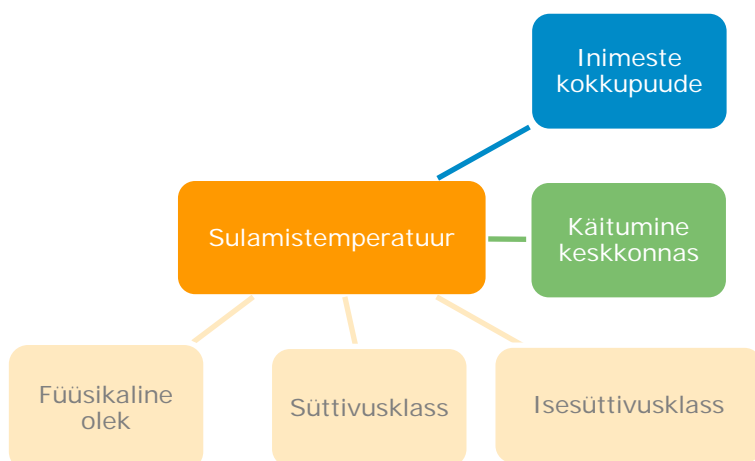 Inimeste
kokkupuude
Sulamistemperatuur
Käitumine
keskkonnas
Füüsikaline
olek
Süttivusklass
Isesüttivusklass